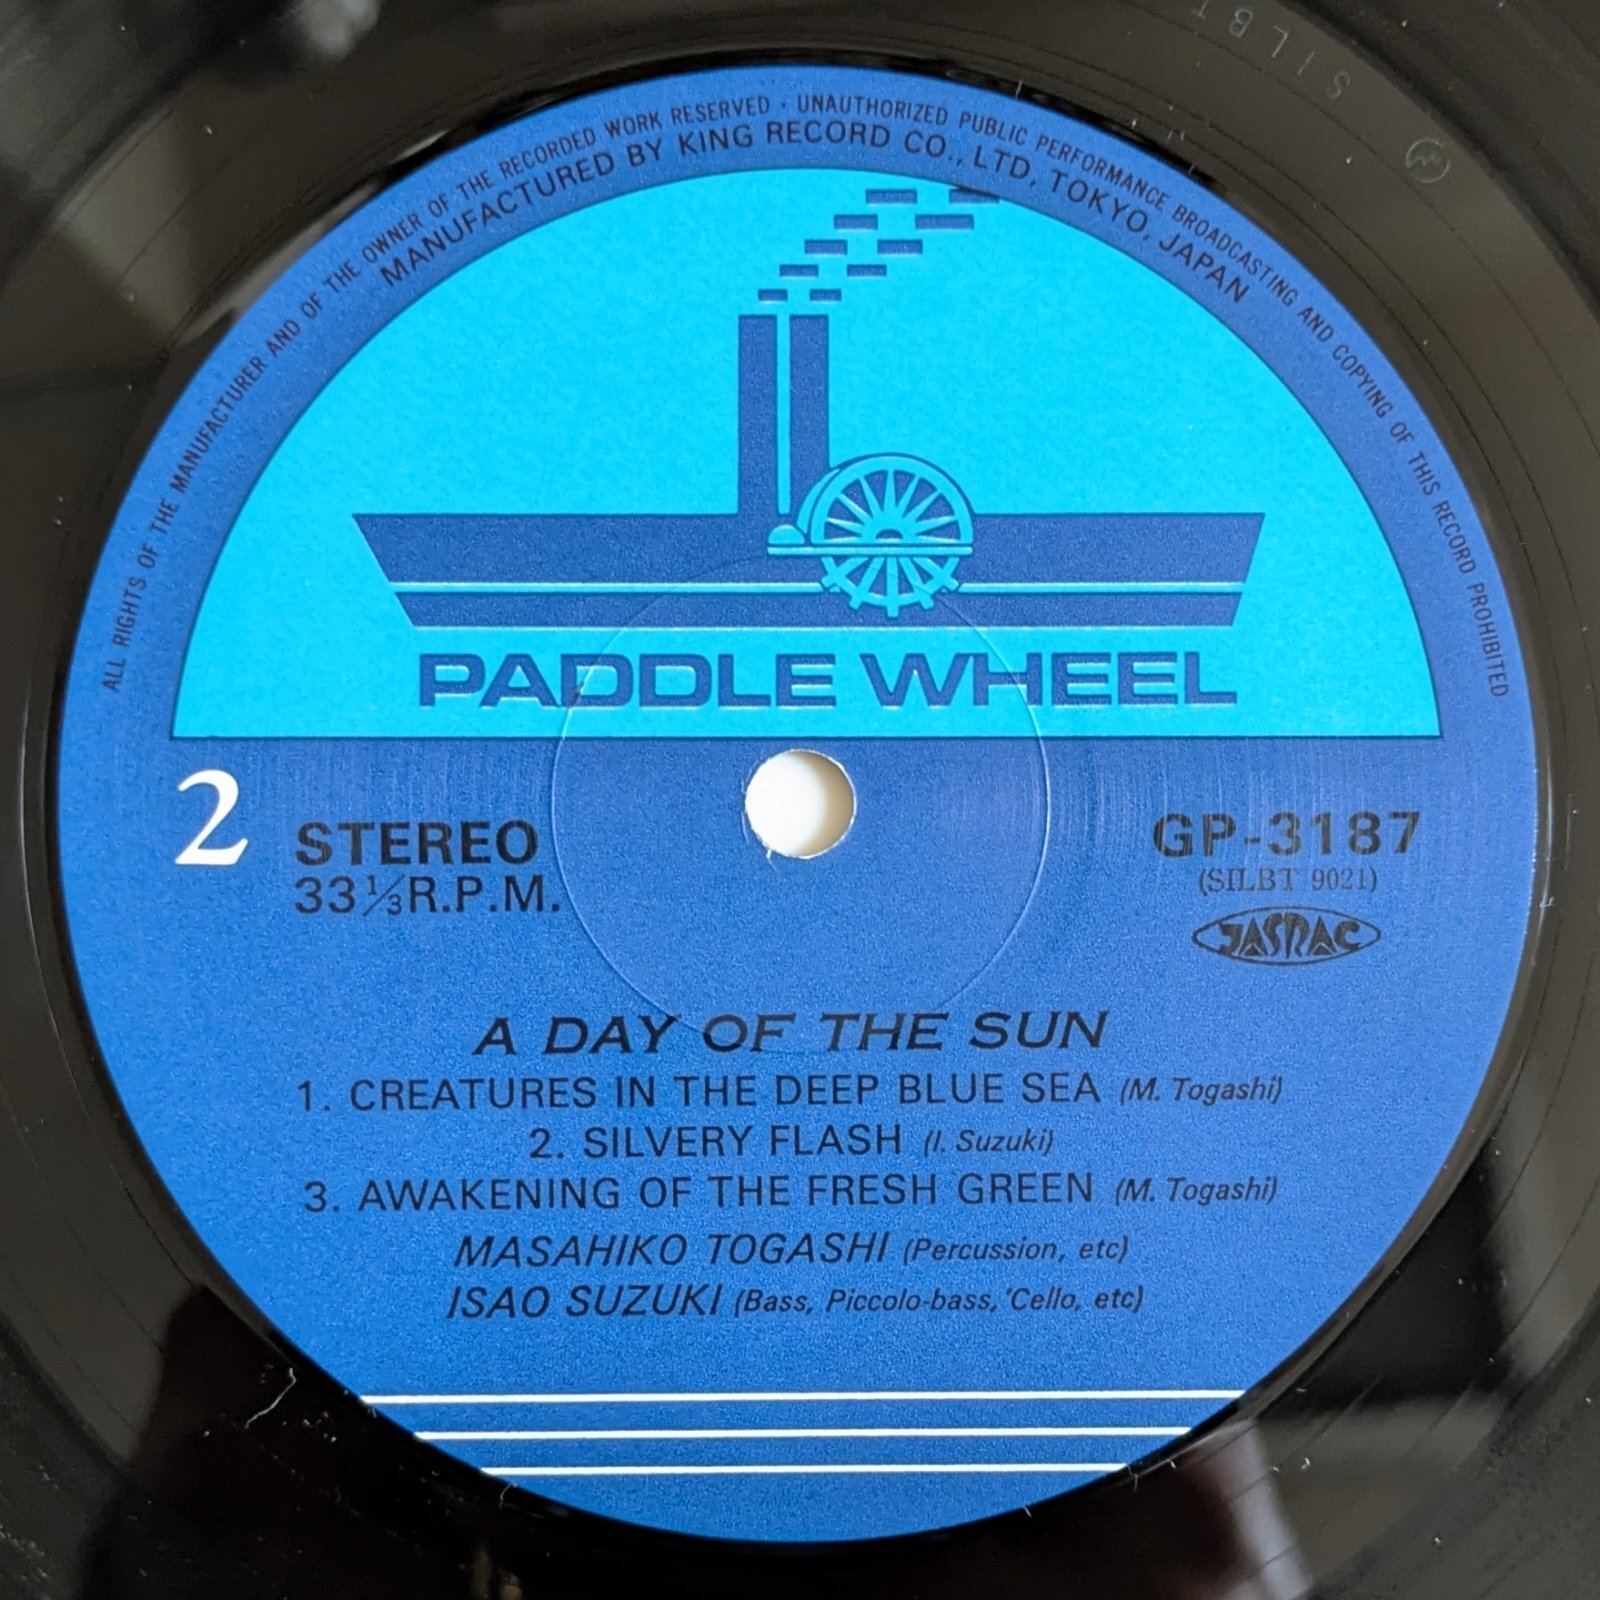 ALL RIGHTS OF THE MANUFACTURER AND OF THE OWNER OF THE RECORDED WORK RESERVED · UNAUTHORIZED PUBLIC PERFORMANCE BROADCASTING AND COPYING OF THIS RECORD PROHIBITED
MANUFACTURED BY KING RECORD CO., LTD, TOKYO, JAPAN
SILBT
PADDLE WHEEL
2
STEREO
33⅓ R.P.M.
GP-3187
(SILBT 9021)
JASRAC
A DAY OF THE SUN
1. CREATURES IN THE DEEP BLUE SEA (M. Togashi)
2. SILVERY FLASH (I. Suzuki)
3. AWAKENING OF THE FRESH GREEN (M. Togashi)
MASAHIKO TOGASHI (Percussion, etc)
ISAO SUZUKI (Bass, Piccolo-bass, 'Cello, etc)